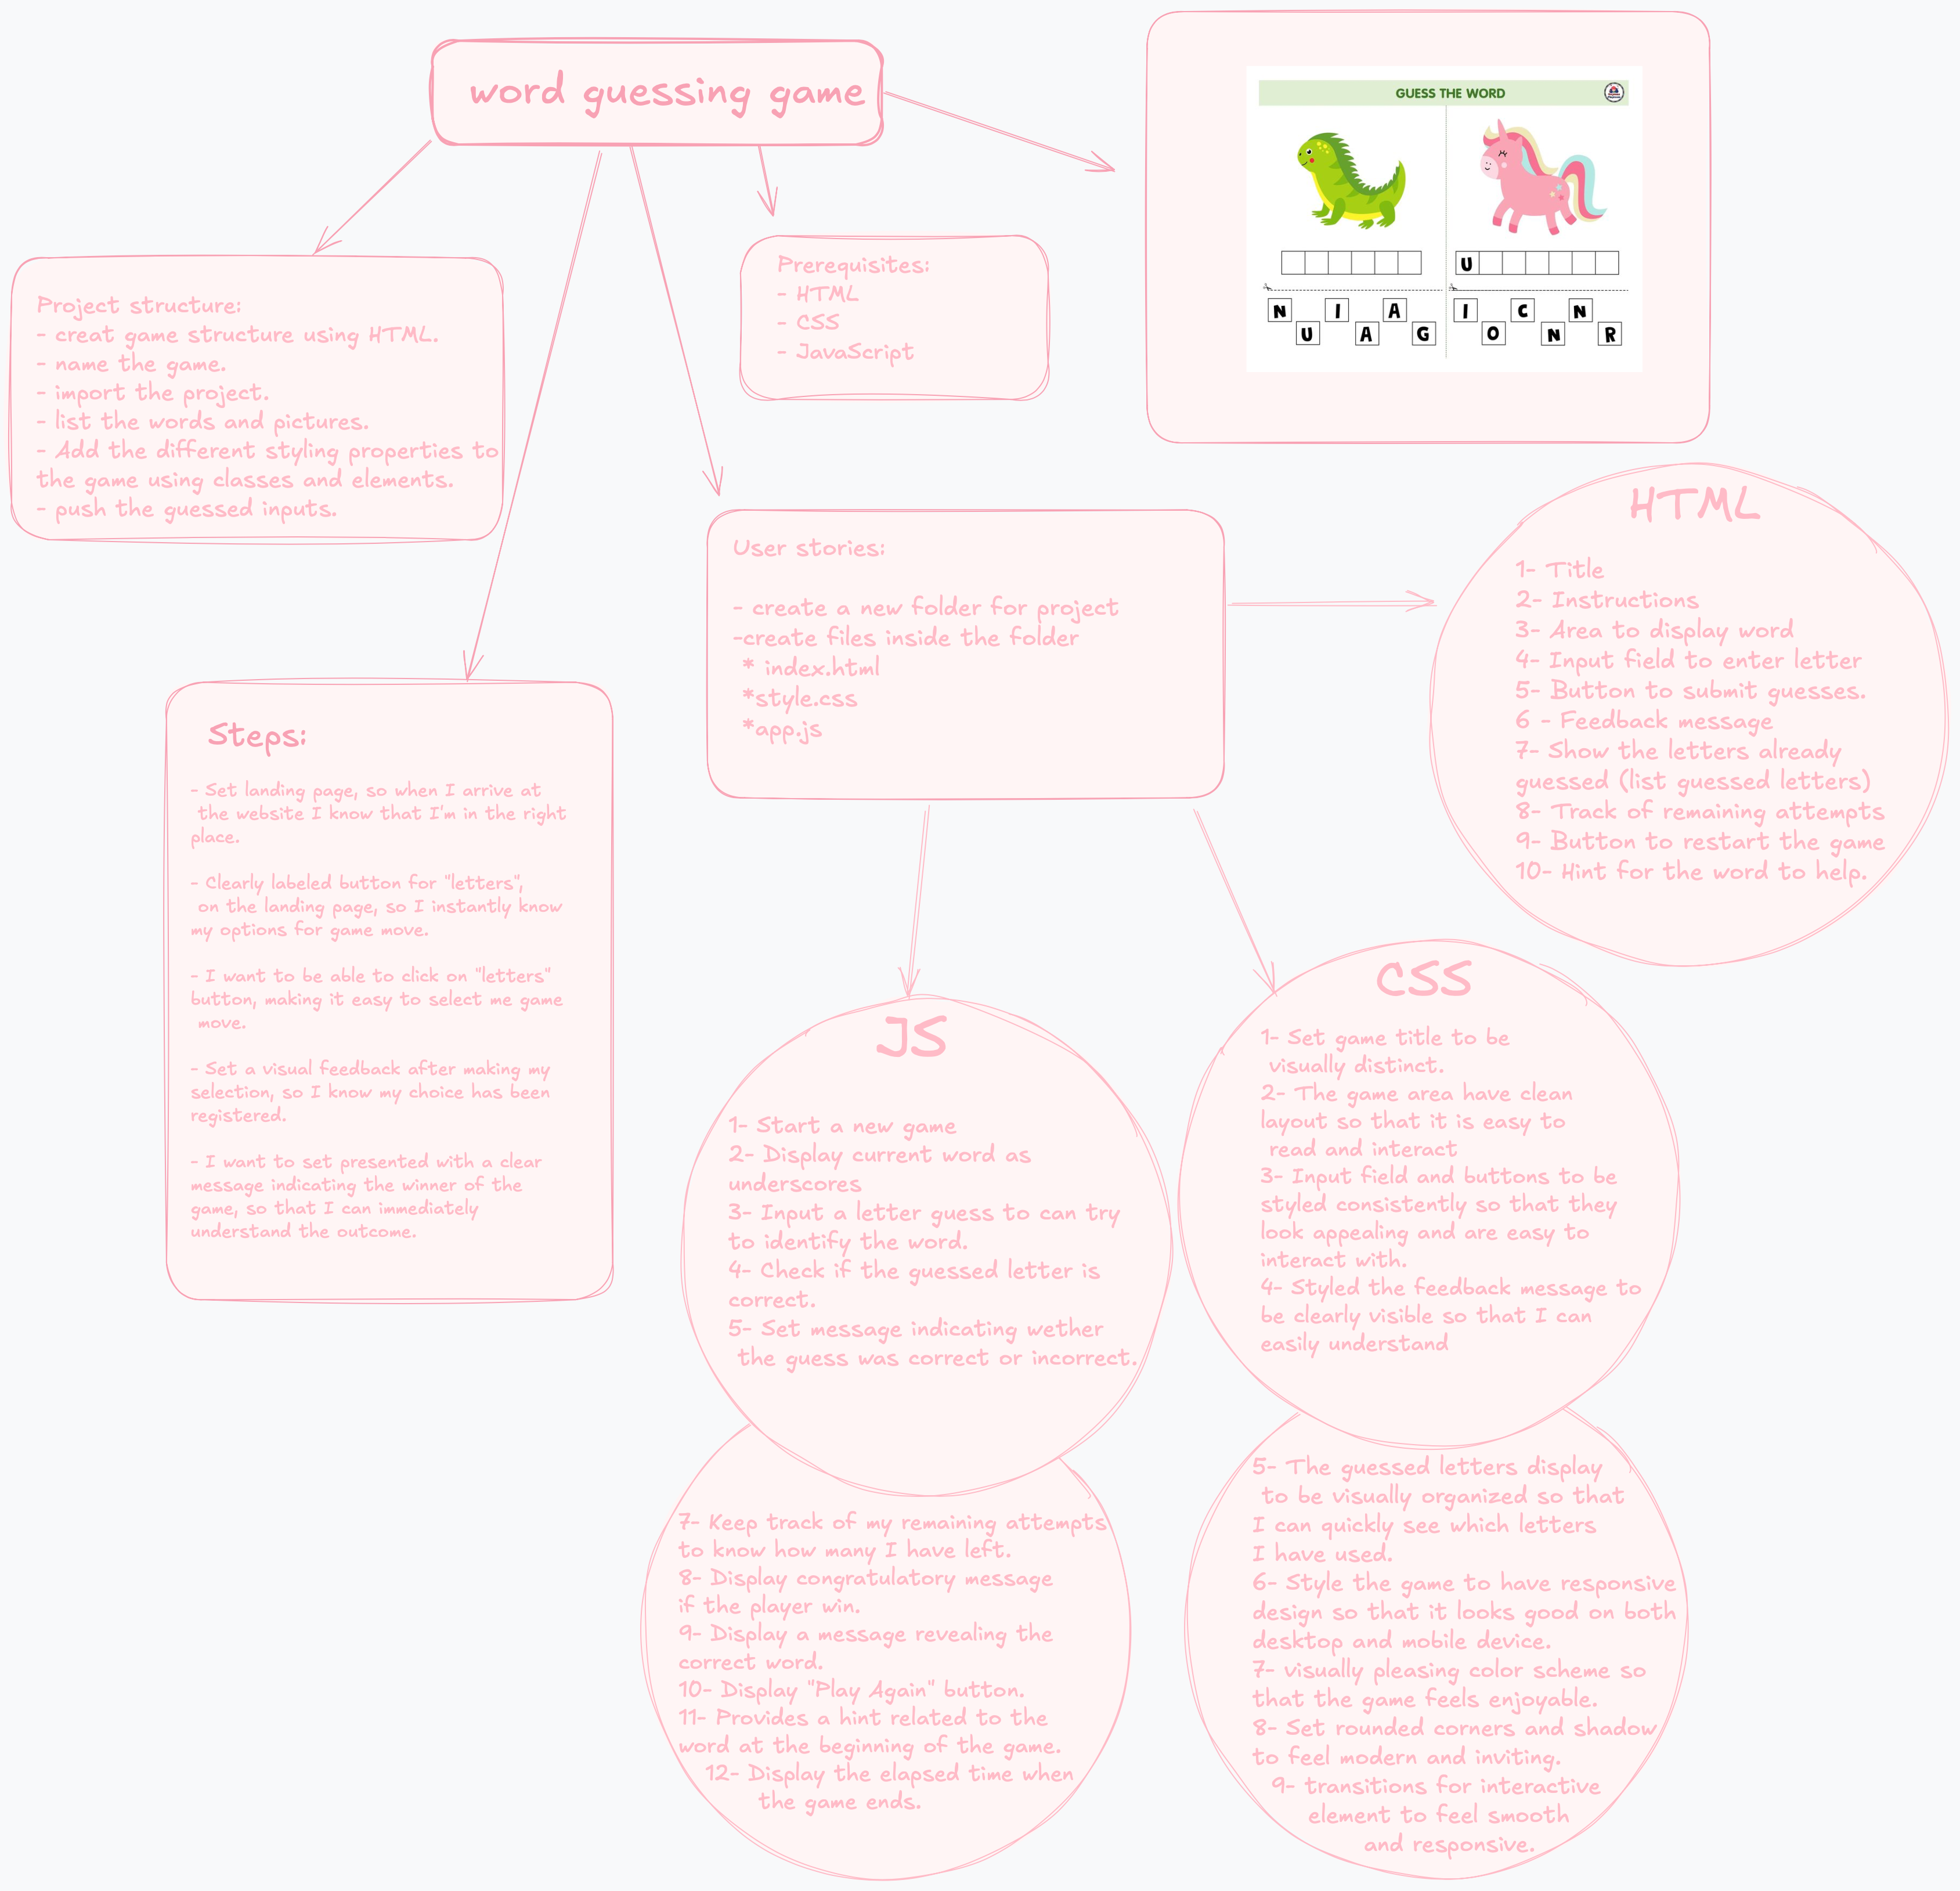 word guessing game
GUESS THE WORD
U
N I A
U A G
I C N
O N R
Project structure:
- creat game structure using HTML.
- name the game.
- import the project.
- list the words and pictures.
- Add the different styling properties to
the game using classes and elements.
- push the guessed inputs.
Prerequisites:
- HTML
- CSS
- JavaScript
User stories:
- create a new folder for project
-create files inside the folder
* index.html
*style.css
*app.js
HTML
1- Title
2- Instructions
3- Area to display word
4- Input field to enter letter
5- Button to submit guesses.
6 - Feedback message
7- Show the letters already
guessed (list guessed letters)
8- Track of remaining attempts
9- Button to restart the game
10- Hint for the word to help.
Steps:
- Set landing page, so when I arrive at
the website I know that I'm in the right
place.
- Clearly labeled button for "letters",
on the landing page, so I instantly know
my options for game move.
- I want to be able to click on "letters"
button, making it easy to select me game
move.
- Set a visual feedback after making my
selection, so I know my choice has been
registered.
- I want to set presented with a clear
message indicating the winner of the
game, so that I can immediately
understand the outcome.
JS
1- Start a new game
2- Display current word as
underscores
3- Input a letter guess to can try
to identify the word.
4- Check if the guessed letter is
correct.
5- Set message indicating wether
the guess was correct or incorrect.
7- Keep track of my remaining attempts
to know how many I have left.
8- Display congratulatory message
if the player win.
9- Display a message revealing the
correct word.
10- Display "Play Again" button.
11- Provides a hint related to the
word at the beginning of the game.
12- Display the elapsed time when
the game ends.
CSS
1- Set game title to be
visually distinct.
2- The game area have clean
layout so that it is easy to
read and interact
3- Input field and buttons to be
styled consistently so that they
look appealing and are easy to
interact with.
4- Styled the feedback message to
be clearly visible so that I can
easily understand
5- The guessed letters display
to be visually organized so that
I can quickly see which letters
I have used.
6- Style the game to have responsive
design so that it looks good on both
desktop and mobile device.
7- visually pleasing color scheme so
that the game feels enjoyable.
8- Set rounded corners and shadow
to feel modern and inviting.
9- transitions for interactive
element to feel smooth
and responsive.